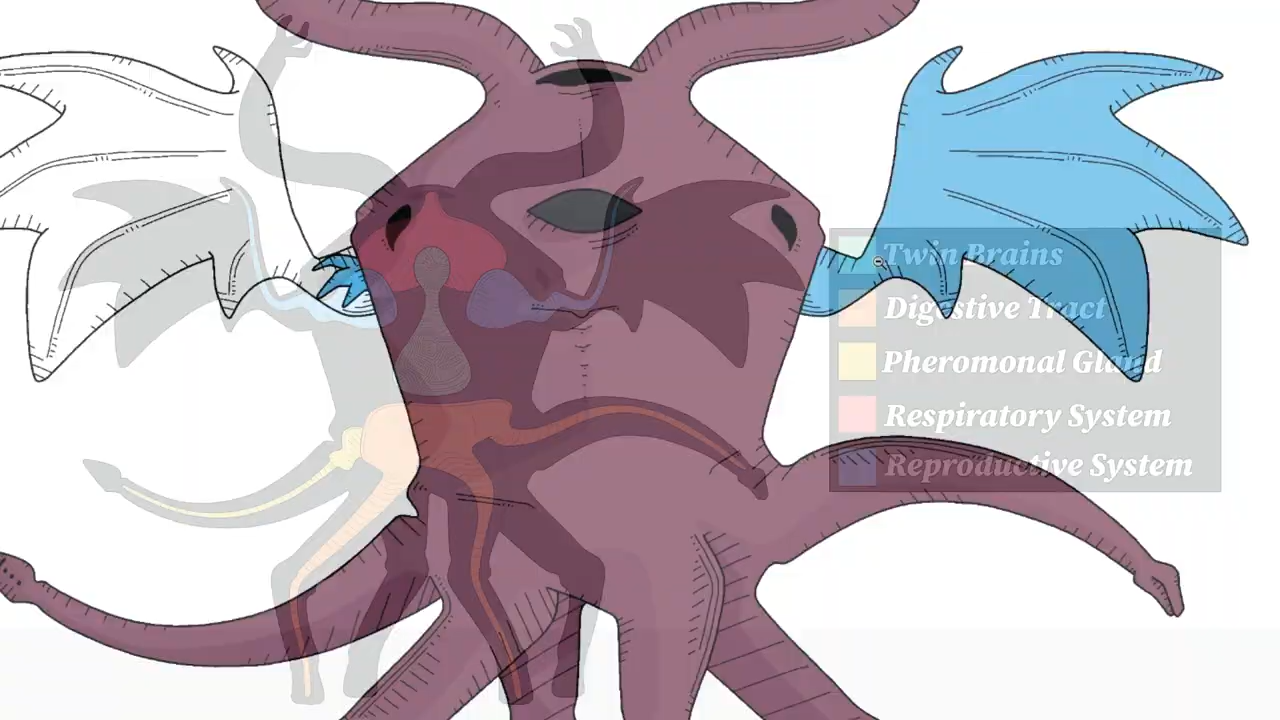 Twin Brains
Digestive Tract
Pheromonal Gland
Respiratory System
Reproductive System